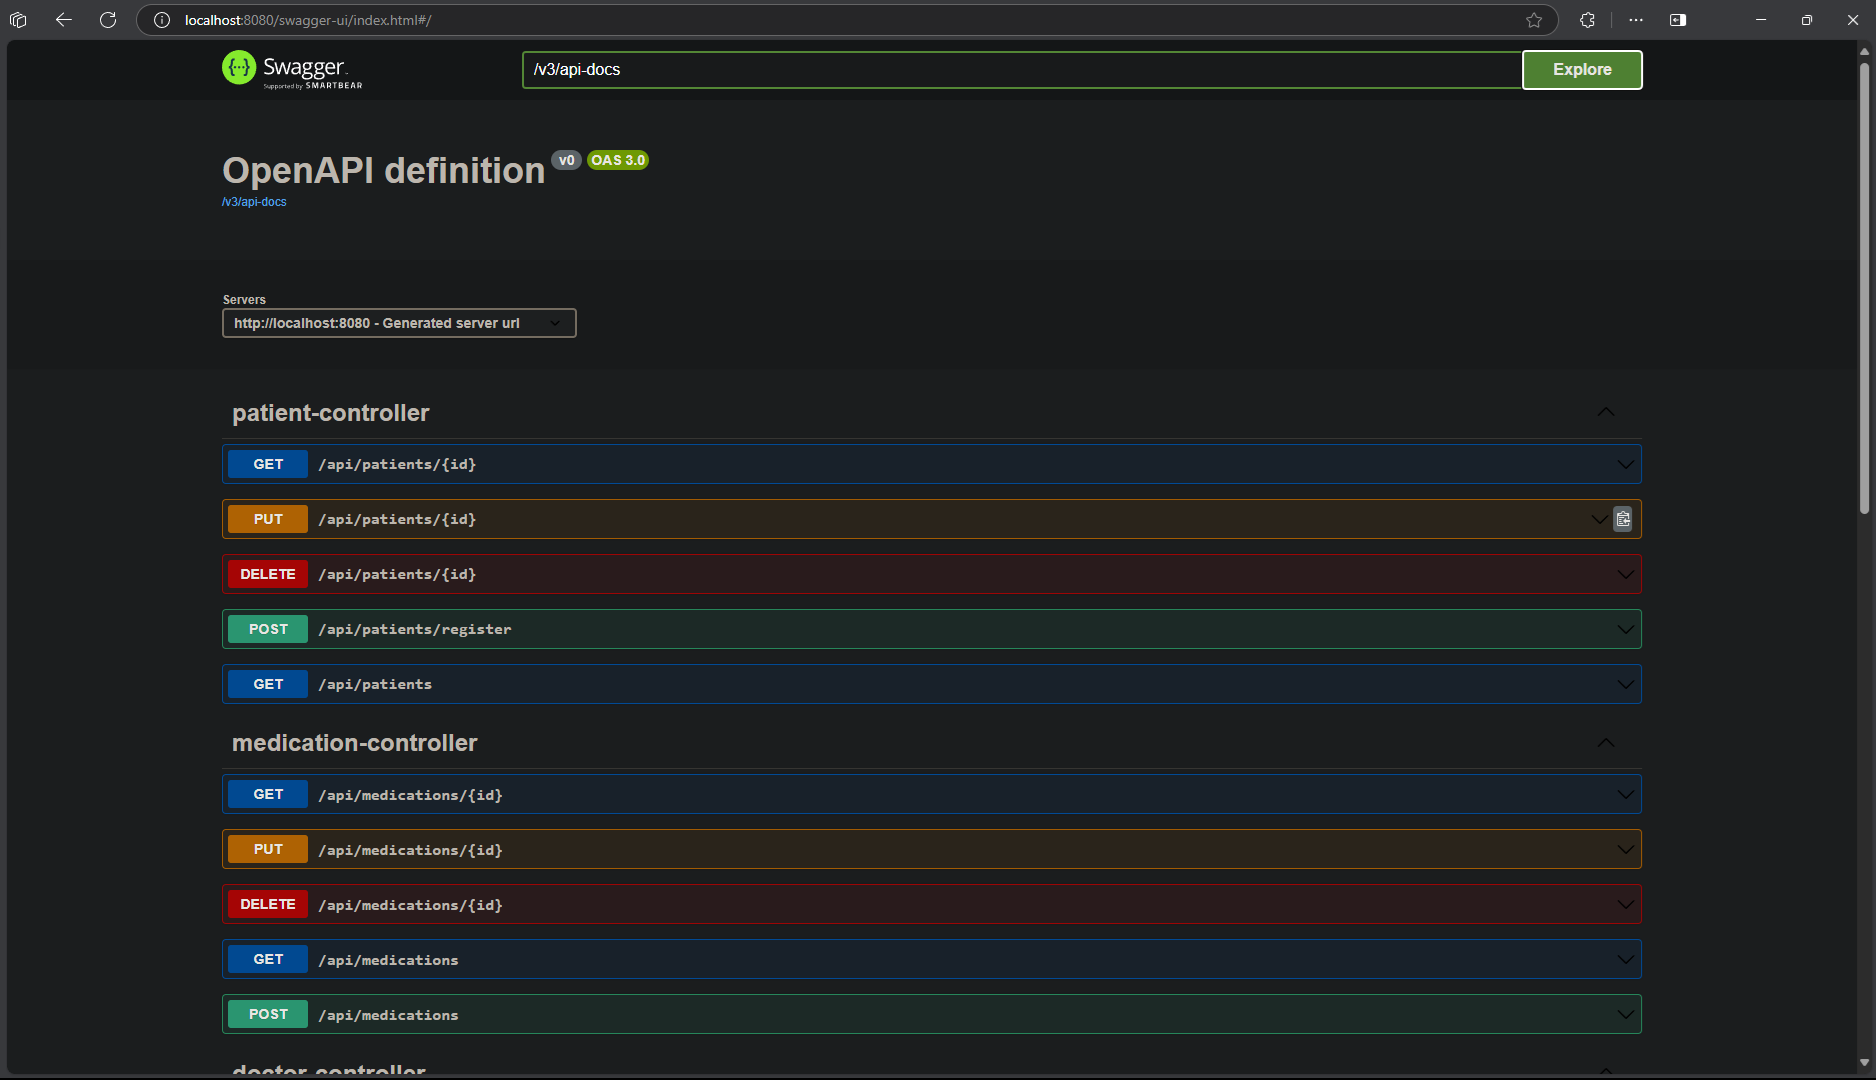 localhost:8080/swagger-ui/index.html#/
Swagger
Supported by SMARTBEAR
/v3/api-docs
Explore
OpenAPI definition v0 OAS 3.0
/v3/api-docs
Servers
http://localhost:8080 - Generated server url
patient-controller
GET /api/patients/{id}
PUT /api/patients/{id}
DELETE /api/patients/{id}
POST /api/patients/register
GET /api/patients
medication-controller
GET /api/medications/{id}
PUT /api/medications/{id}
DELETE /api/medications/{id}
GET /api/medications
POST /api/medications
doctor-controller